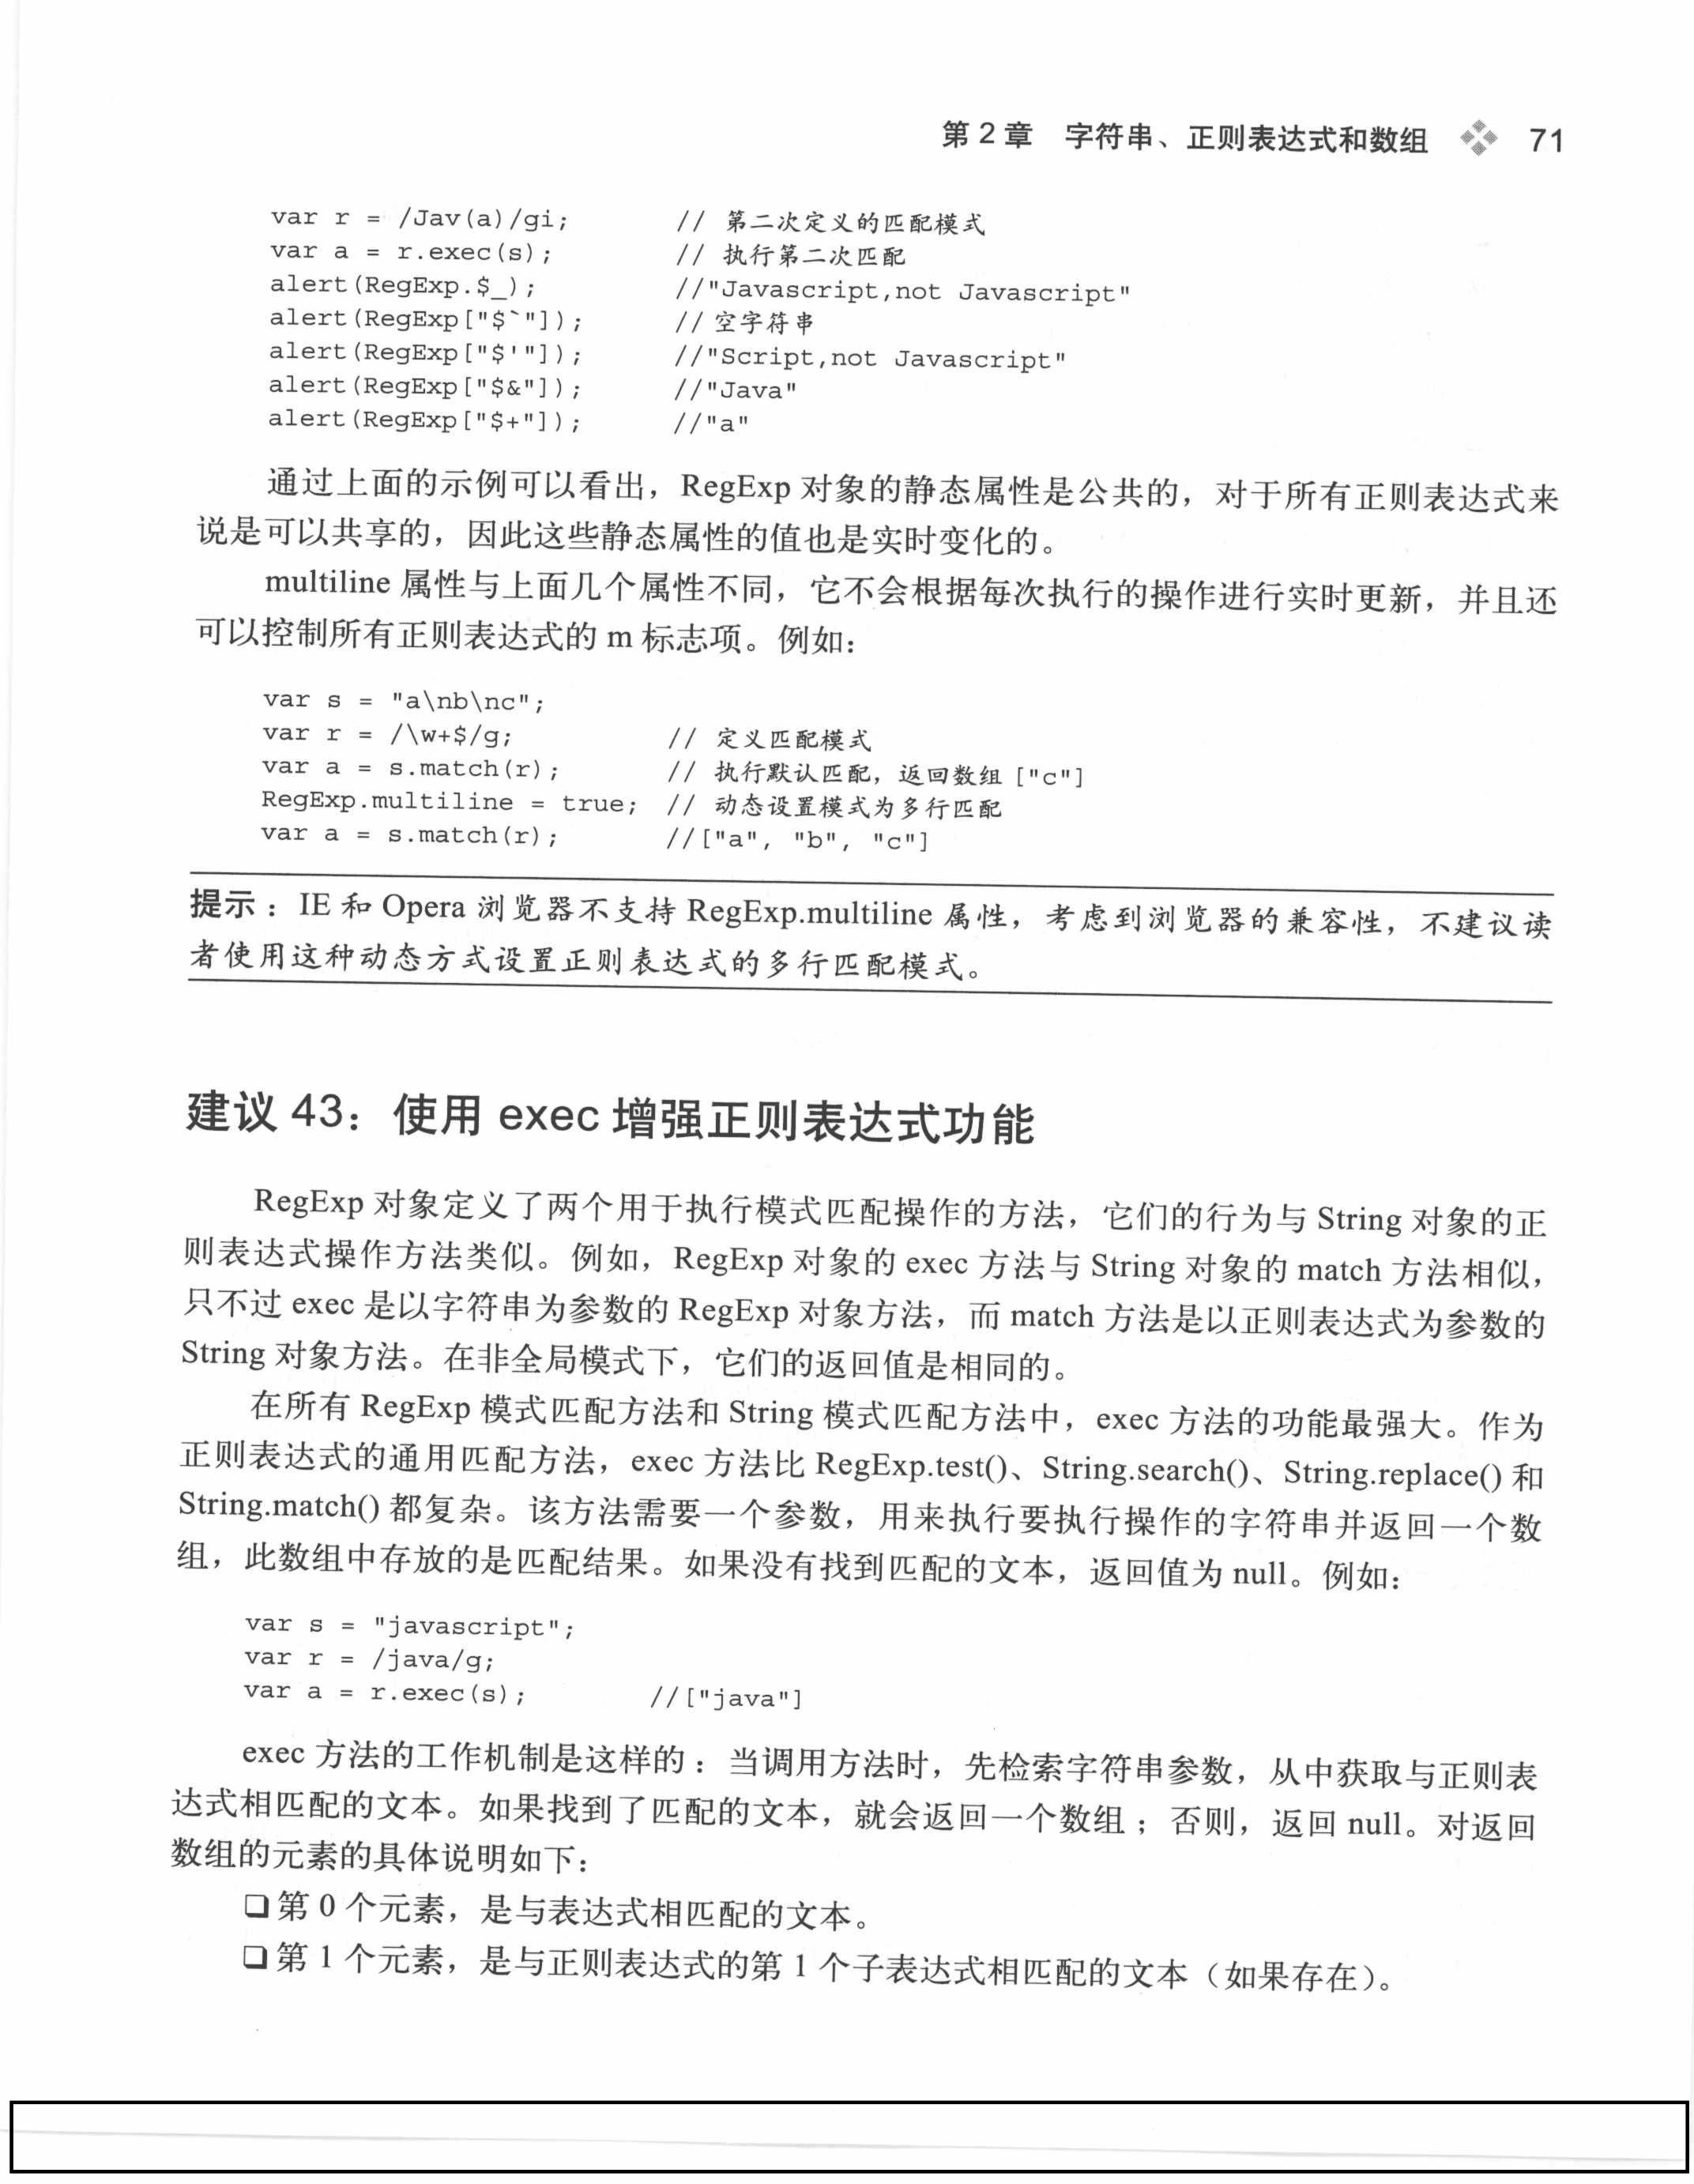 第 2 章　字符串、正则表达式和数组　71
var r = /Jav(a)/gi;	// 第二次定义的匹配模式
var a = r.exec(s);	// 执行第二次匹配
alert(RegExp.$_);	//"Javascript,not Javascript"
alert(RegExp["$`"]);	//空字符串
alert(RegExp["$'"]);	//"Script,not Javascript"
alert(RegExp["$&"]);	//"Java"
alert(RegExp["$+"]);	//"a"
通过上面的示例可以看出，RegExp 对象的静态属性是公共的，对于所有正则表达式来
说是可以共享的，因此这些静态属性的值也是实时变化的。
multiline 属性与上面几个属性不同，它不会根据每次执行的操作进行实时更新，并且还
可以控制所有正则表达式的 m 标志项。例如：
var s = "a\nb\nc";
var r = /\w+$/g;	// 定义匹配模式
var a = s.match(r);	// 执行默认匹配，返回数组 ["c"]
RegExp.multiline = true;	// 动态设置模式为多行匹配
var a = s.match(r);	//["a", "b", "c"]
提示：IE 和 Opera 浏览器不支持 RegExp.multiline 属性，考虑到浏览器的兼容性，不建议读
者使用这种动态方式设置正则表达式的多行匹配模式。
建议 43：使用 exec 增强正则表达式功能
RegExp 对象定义了两个用于执行模式匹配操作的方法，它们的行为与 String 对象的正
则表达式操作方法类似。例如，RegExp 对象的 exec 方法与 String 对象的 match 方法相似，
只不过 exec 是以字符串为参数的 RegExp 对象方法，而 match 方法是以正则表达式为参数的
String 对象方法。在非全局模式下，它们的返回值是相同的。
在所有 RegExp 模式匹配方法和 String 模式匹配方法中，exec 方法的功能最强大。作为
正则表达式的通用匹配方法，exec 方法比 RegExp.test()、String.search()、String.replace() 和
String.match() 都复杂。该方法需要一个参数，用来执行要执行操作的字符串并返回一个数
组，此数组中存放的是匹配结果。如果没有找到匹配的文本，返回值为 null。例如：
var s = "javascript";
var r = /java/g;
var a = r.exec(s);	//["java"]
exec 方法的工作机制是这样的：当调用方法时，先检索字符串参数，从中获取与正则表
达式相匹配的文本。如果找到了匹配的文本，就会返回一个数组；否则，返回 null。对返回
数组的元素的具体说明如下：
❏第 0 个元素，是与表达式相匹配的文本。
❏第 1 个元素，是与正则表达式的第 1 个子表达式相匹配的文本（如果存在）。